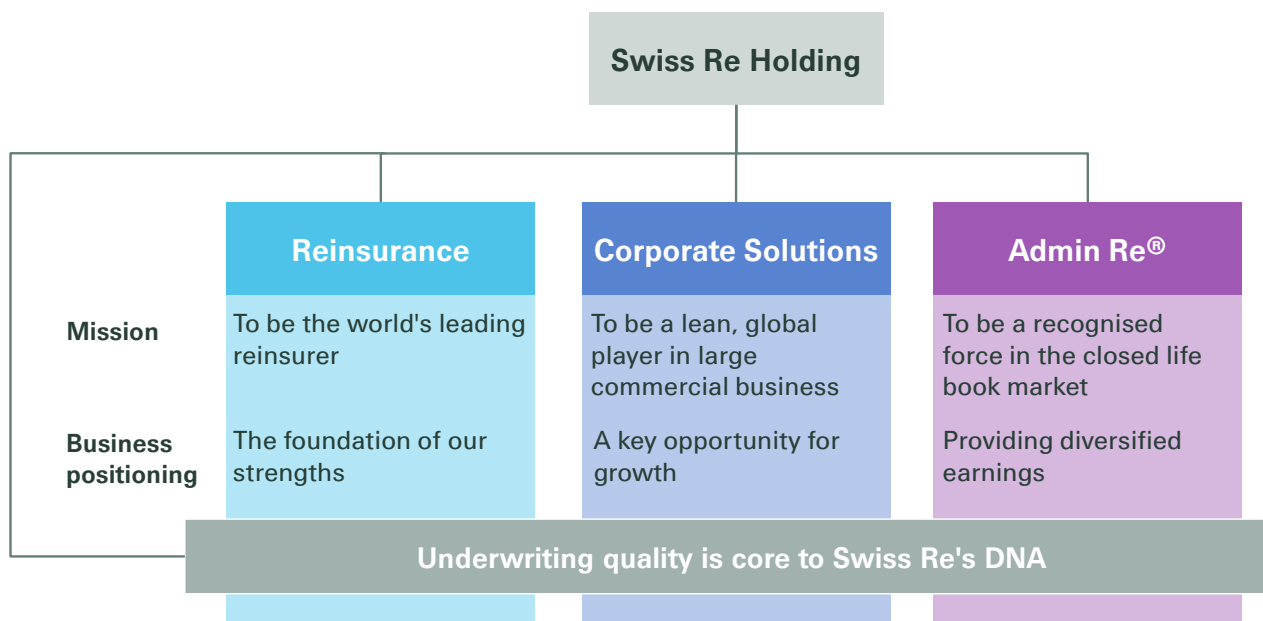 Swiss Re Holding
Reinsurance
Corporate Solutions
Admin Re®
Mission
To be the world's leading
reinsurer
To be a lean, global
player in large
commercial business
To be a recognised
force in the closed life
book market
Business
positioning
The foundation of our
strengths
A key opportunity for
growth
Providing diversified
earnings
Underwriting quality is core to Swiss Re's DNA